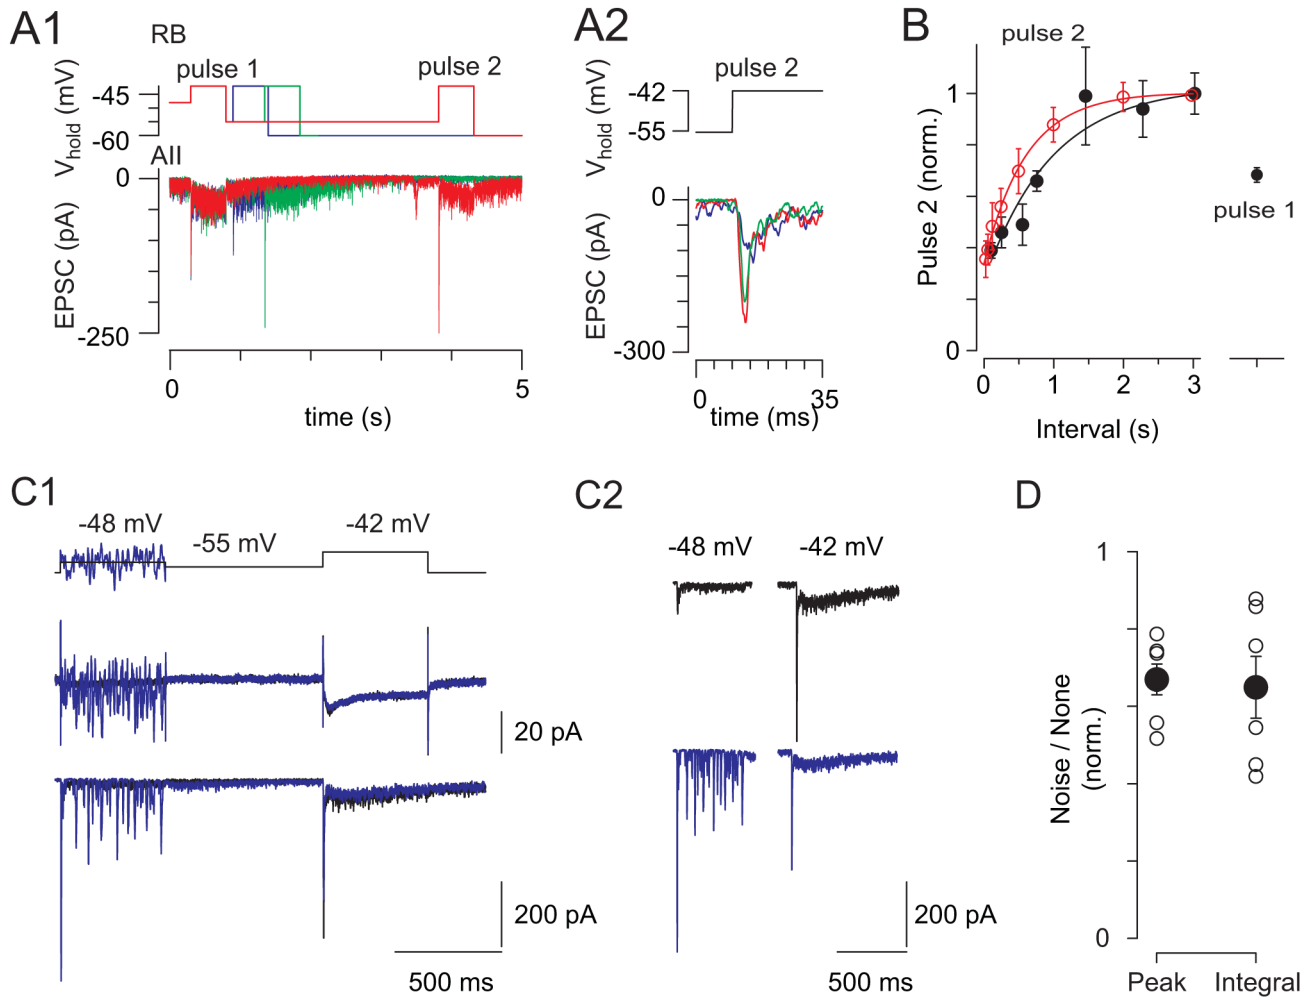 A1
RB
pulse 1
pulse 2
Vhold (mV)
-45
-60
AII
EPSC (pA)
0
-250
0
5
time (s)
A2
pulse 2
Vhold (mV)
-42
-55
EPSC (pA)
0
-300
0
35
time (ms)
B
pulse 2
Pulse 2 (norm.)
1
0
pulse 1
0
1
2
3
Interval (s)
C1
-48 mV
-55 mV
-42 mV
20 pA
200 pA
500 ms
C2
-48 mV
-42 mV
200 pA
500 ms
D
Noise / None
(norm.)
1
0
Peak
Integral